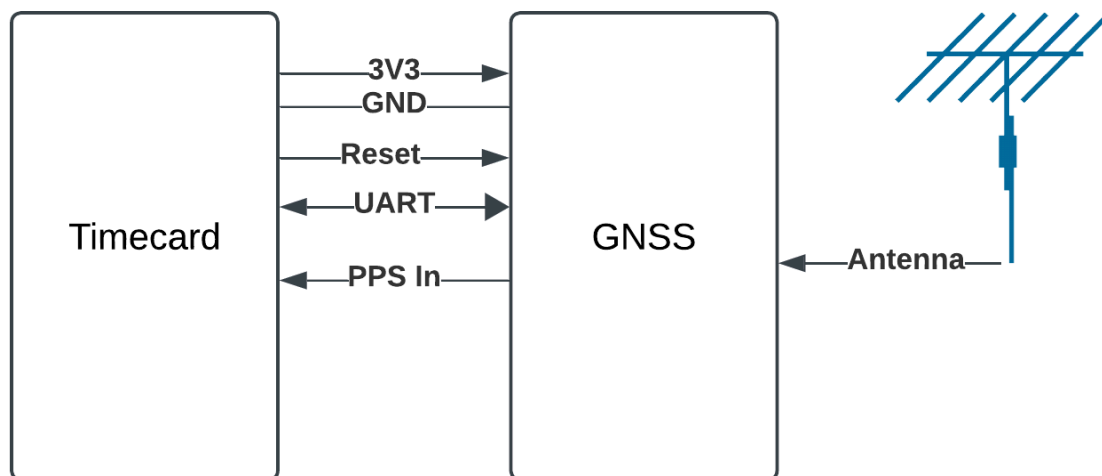 3V3
GND
Reset
UART
Timecard
GNSS
Antenna
PPS In